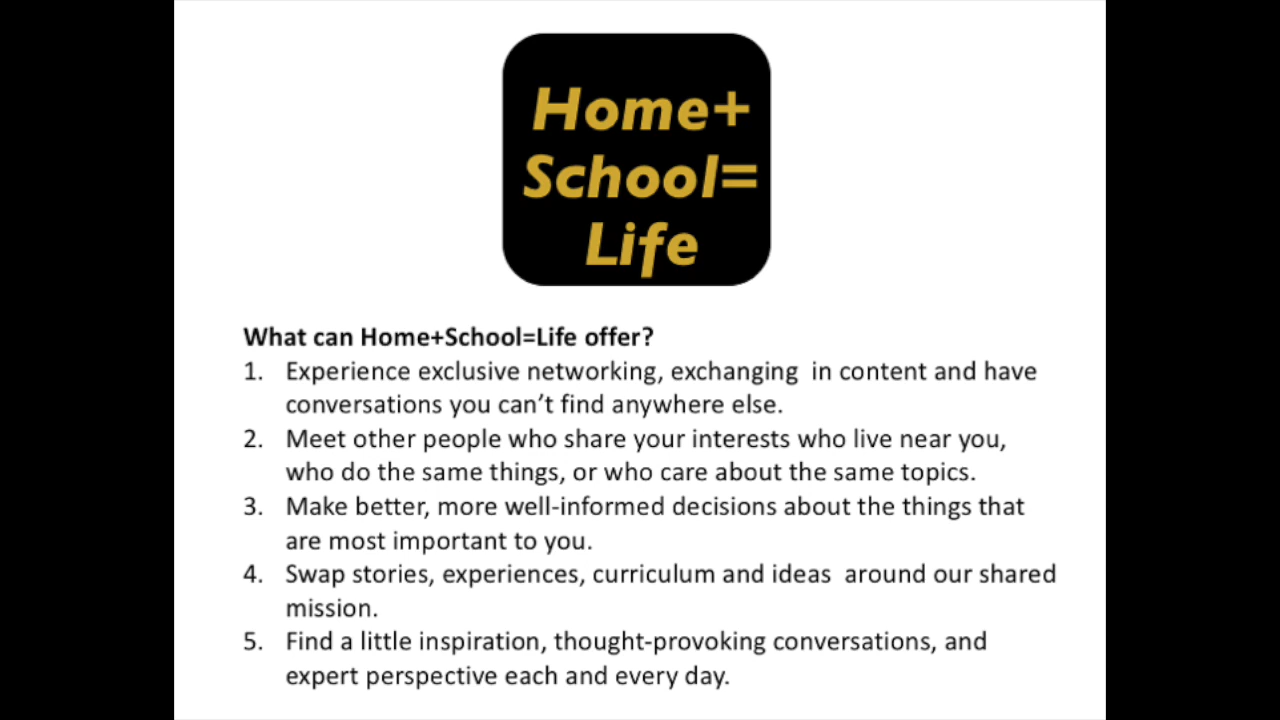 Home+
School=
Life
What can Home+School=Life offer?
1. Experience exclusive networking, exchanging  in content and have
conversations you can’t find anywhere else.
2. Meet other people who share your interests who live near you,
who do the same things, or who care about the same topics.
3. Make better, more well-informed decisions about the things that
are most important to you.
4. Swap stories, experiences, curriculum and ideas  around our shared
mission.
5. Find a little inspiration, thought-provoking conversations, and
expert perspective each and every day.